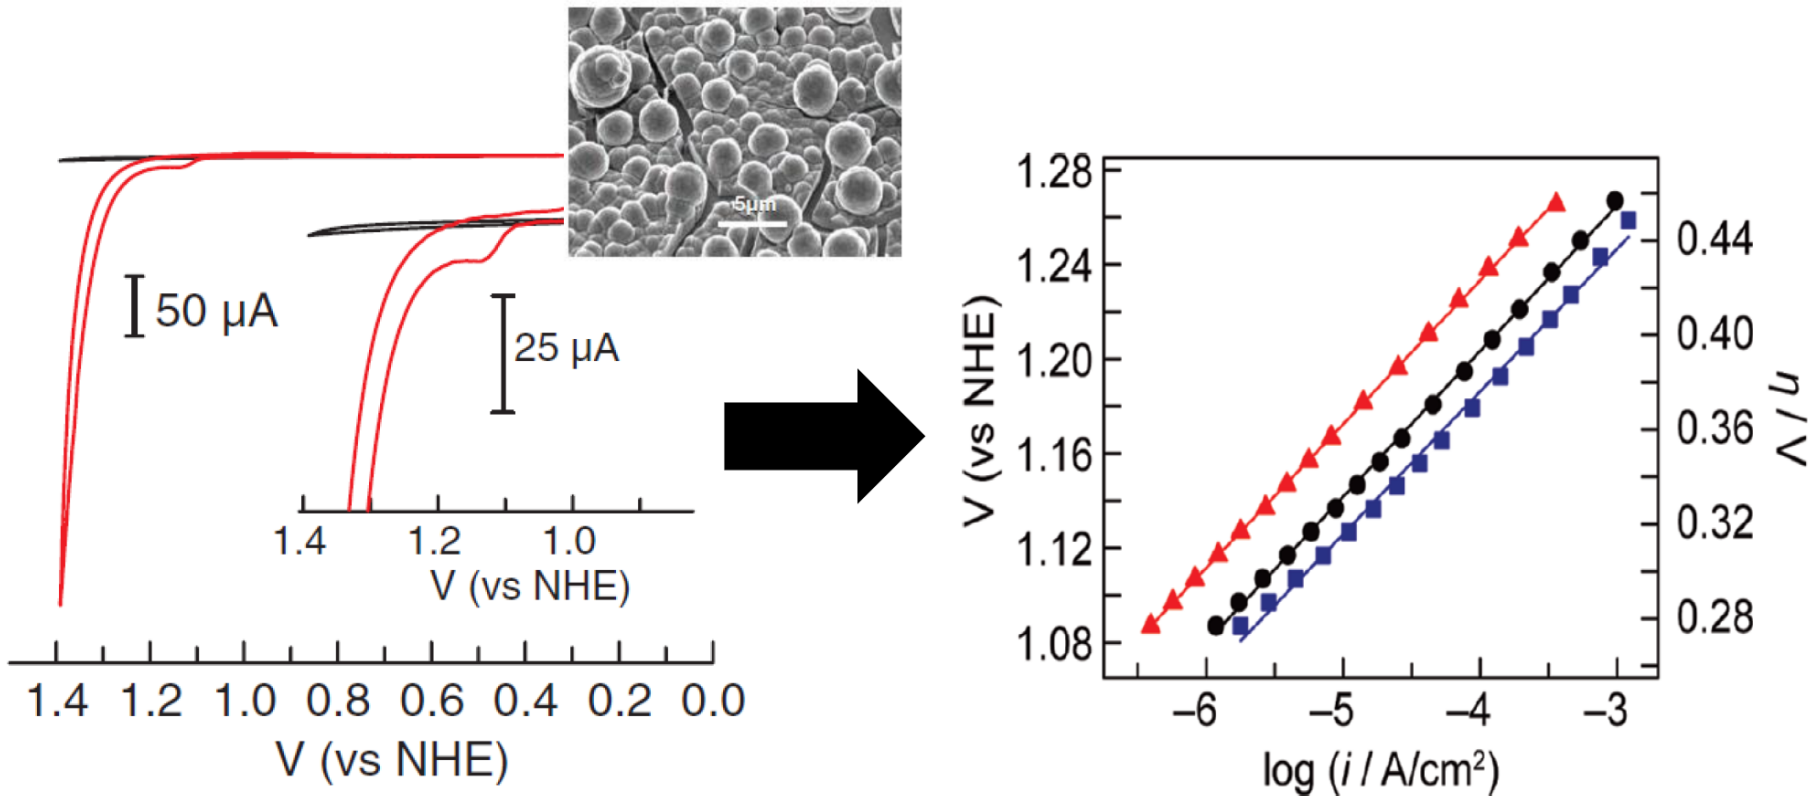 5µm
50 µA
25 µA
1.4 1.2 1.0
V (vs NHE)
1.4 1.2 1.0 0.8 0.6 0.4 0.2 0.0
V (vs NHE)
1.28
1.24
1.20
1.16
1.12
1.08
V (vs NHE)
0.44
0.40
0.36
0.32
0.28
η / V
–6 –5 –4 –3
log (i / A/cm²)